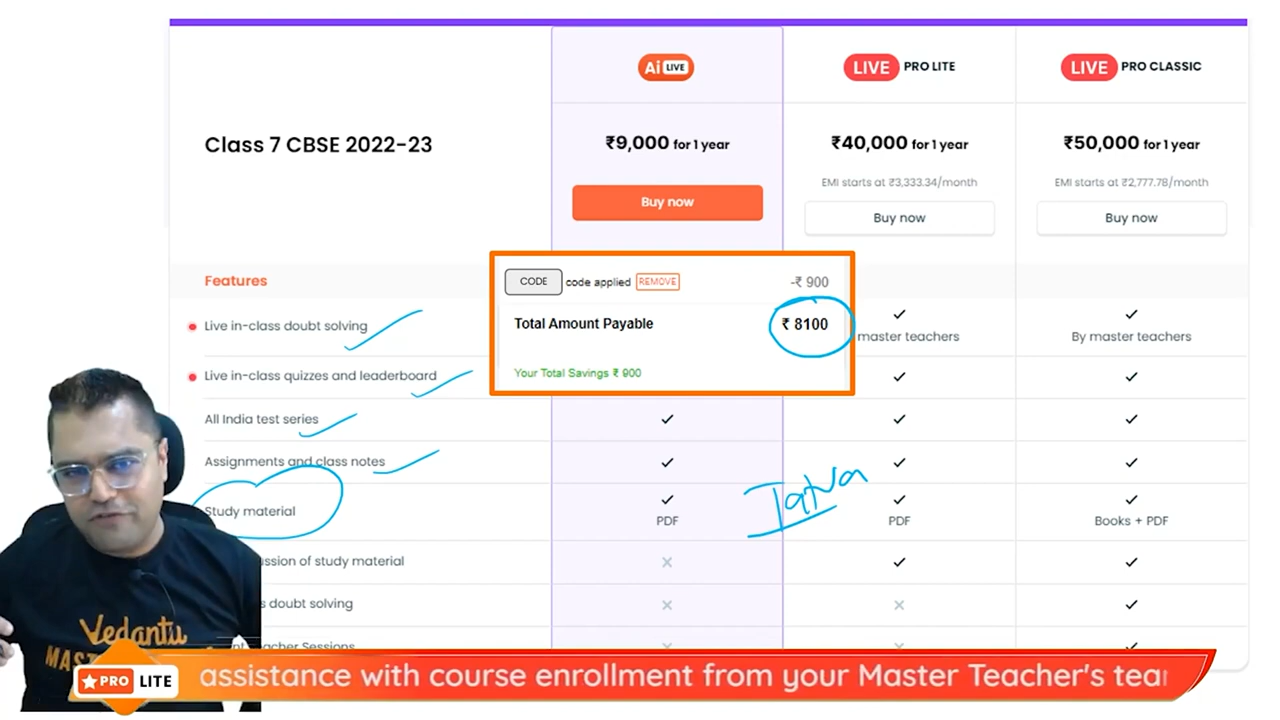 Ai LIVE
LIVE PRO LITE
LIVE PRO CLASSIC
Class 7 CBSE 2022-23
₹9,000 for 1 year
₹40,000 for 1 year
₹50,000 for 1 year
EMI starts at ₹3,333.34/month
EMI starts at ₹2,777.78/month
Buy now
Buy now
Buy now
Features
CODE code applied REMOVE -₹ 900
Total Amount Payable ₹ 8100
Your Total Savings ₹ 900
Live in-class doubt solving
master teachers
By master teachers
Live in-class quizzes and leaderboard
All India test series
Assignments and class notes
Study material
PDF
Tatva
PDF
Books + PDF
ssion of study material
doubt solving
Sessions
Vedantu
PRO LITE
assistance with course enrollment from your Master Teacher's tea